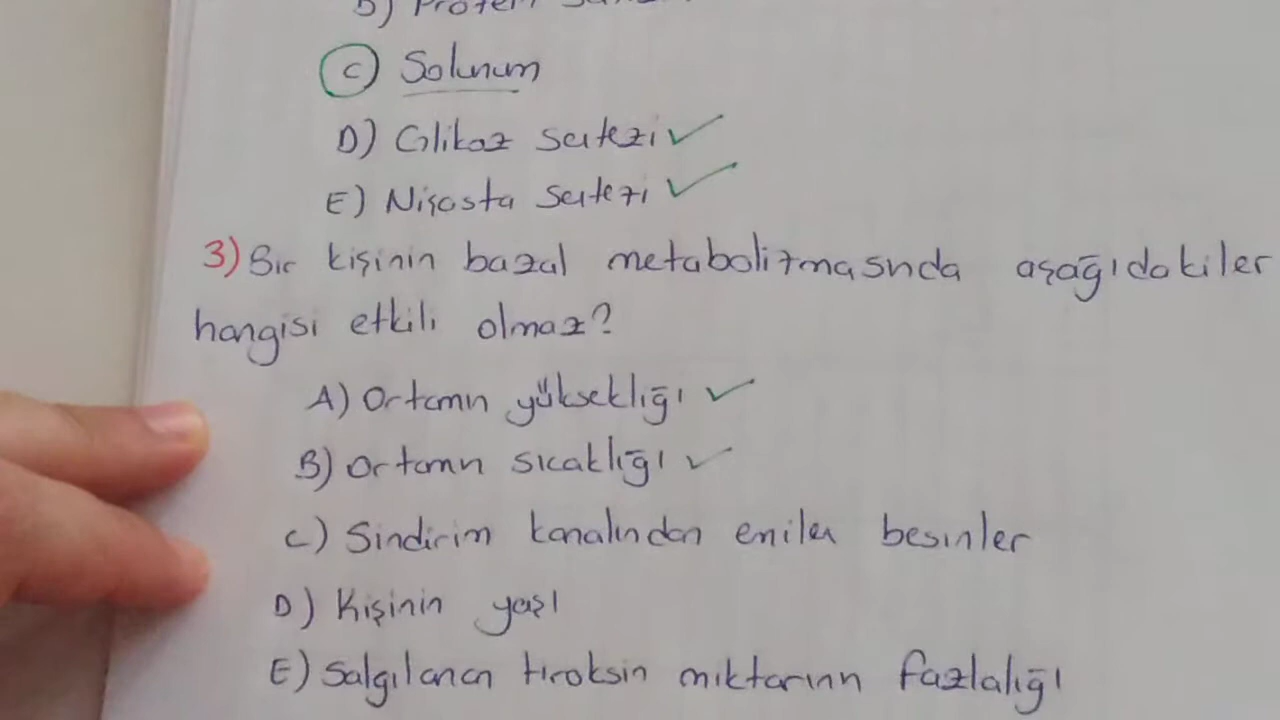 B) Protein
C) Solunum
D) Glikoz sentezi
E) Nişasta sentezi
3) Bir kişinin bazal metabolizmasında aşağıdakiler
hangisi etkili olmaz?
A) Ortamın yüksekliği
B) Ortamın sıcaklığı
C) Sindirim kanalından emilen besinler
D) Kişinin yaşı
E) Salgılanan tiroksin miktarının fazlalığı